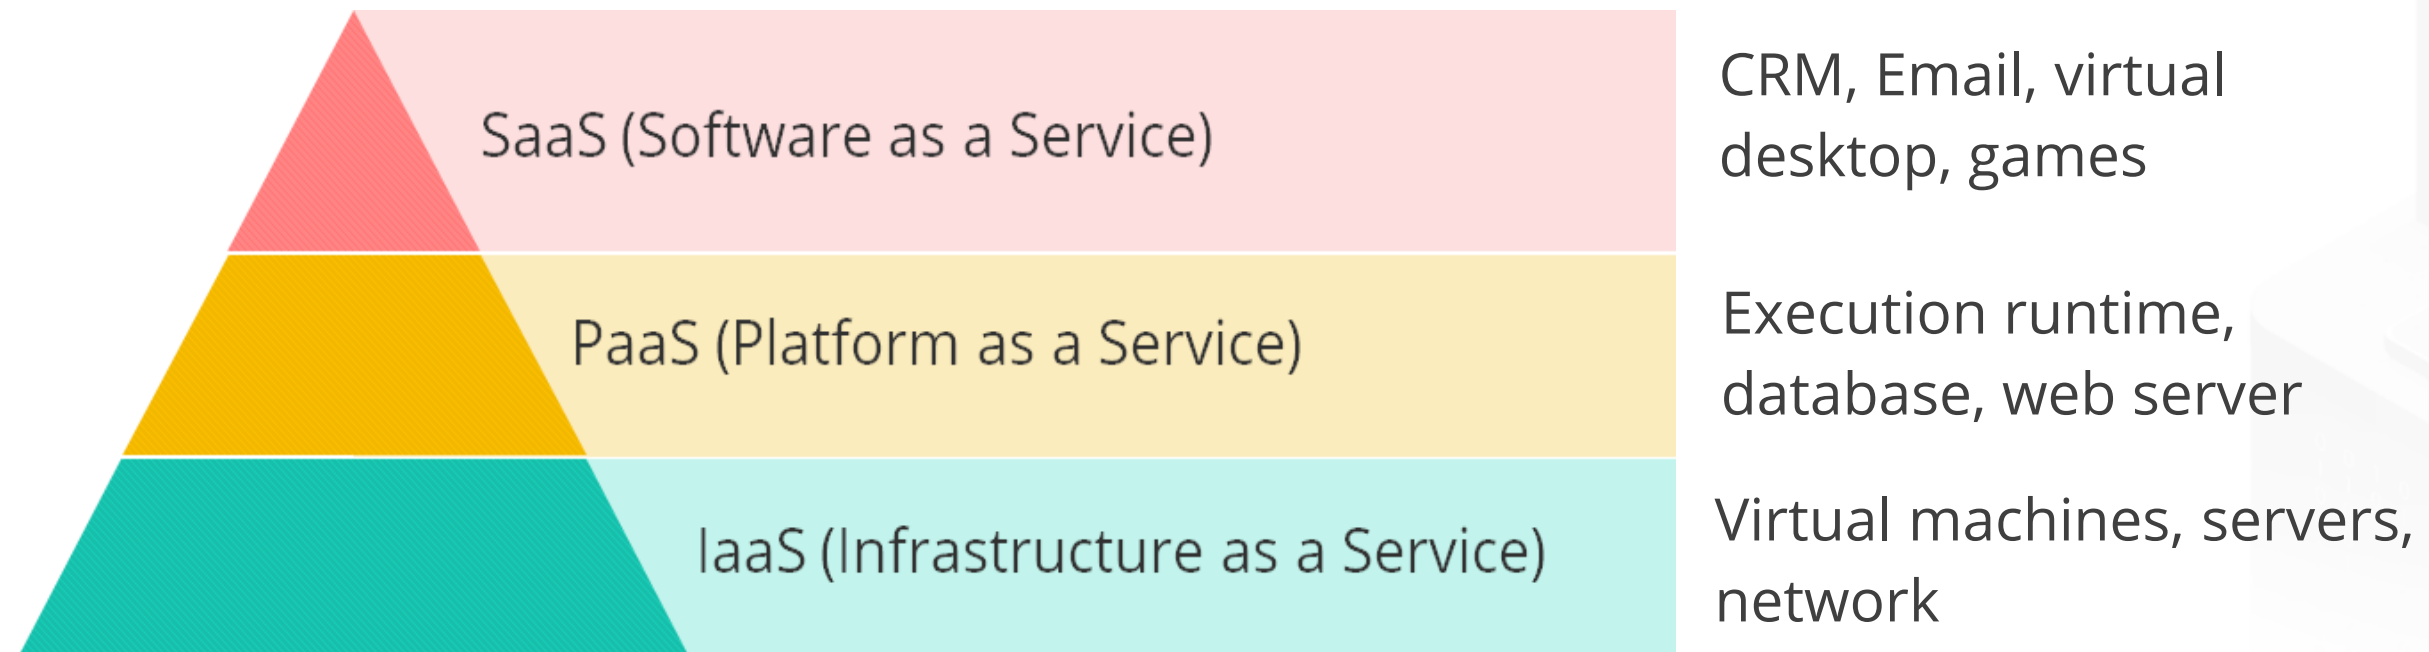 SaaS (Software as a Service)
CRM, Email, virtual
desktop, games
PaaS (Platform as a Service)
Execution runtime,
database, web server
IaaS (Infrastructure as a Service)
Virtual machines, servers,
network